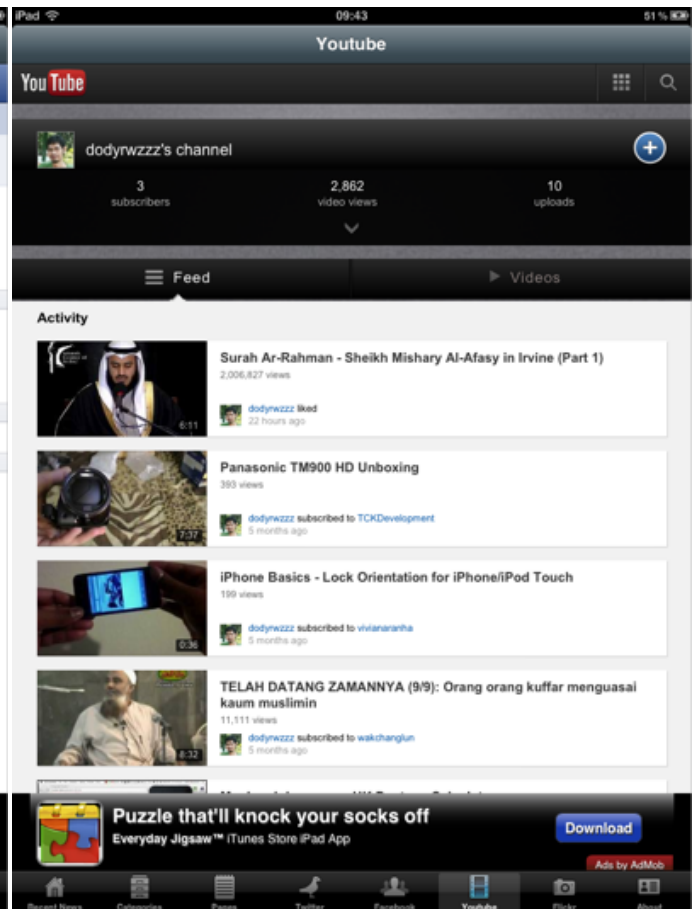 iPad 09:43 51 %
Youtube
You Tube
dodyrwzzz's channel
3 2,862 10
subscribers video views uploads
Feed Videos
Activity
Surah Ar-Rahman - Sheikh Mishary Al-Afasy in Irvine (Part 1)
2,006,827 views
dodyrwzzz liked
22 hours ago
6:11
Panasonic TM900 HD Unboxing
393 views
dodyrwzzz subscribed to TCKDevelopment
5 months ago
7:37
iPhone Basics - Lock Orientation for iPhone/iPod Touch
199 views
dodyrwzzz subscribed to vivianaranha
5 months ago
0:36
TELAH DATANG ZAMANNYA (9/9): Orang orang kuffar menguasai
kaum muslimin
11,111 views
dodyrwzzz subscribed to wakchanglun
5 months ago
8:32
Puzzle that'll knock your socks off
Everyday Jigsaw™ iTunes Store iPad App
Download
Ads by AdMob
Recent News Categories Pages Twitter Facebook Youtube Flickr About